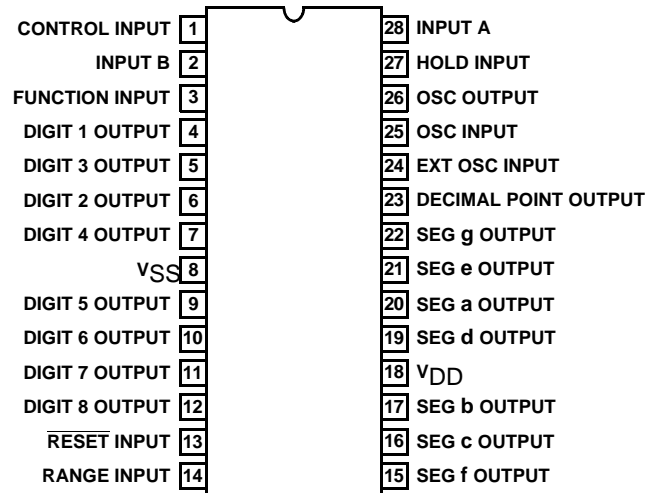 CONTROL INPUT 1 28 INPUT A
INPUT B 2 27 HOLD INPUT
FUNCTION INPUT 3 26 OSC OUTPUT
DIGIT 1 OUTPUT 4 25 OSC INPUT
DIGIT 3 OUTPUT 5 24 EXT OSC INPUT
DIGIT 2 OUTPUT 6 23 DECIMAL POINT OUTPUT
DIGIT 4 OUTPUT 7 22 SEG g OUTPUT
VSS 8 21 SEG e OUTPUT
DIGIT 5 OUTPUT 9 20 SEG a OUTPUT
DIGIT 6 OUTPUT 10 19 SEG d OUTPUT
DIGIT 7 OUTPUT 11 18 VDD
DIGIT 8 OUTPUT 12 17 SEG b OUTPUT
RESET INPUT 13 16 SEG c OUTPUT
RANGE INPUT 14 15 SEG f OUTPUT